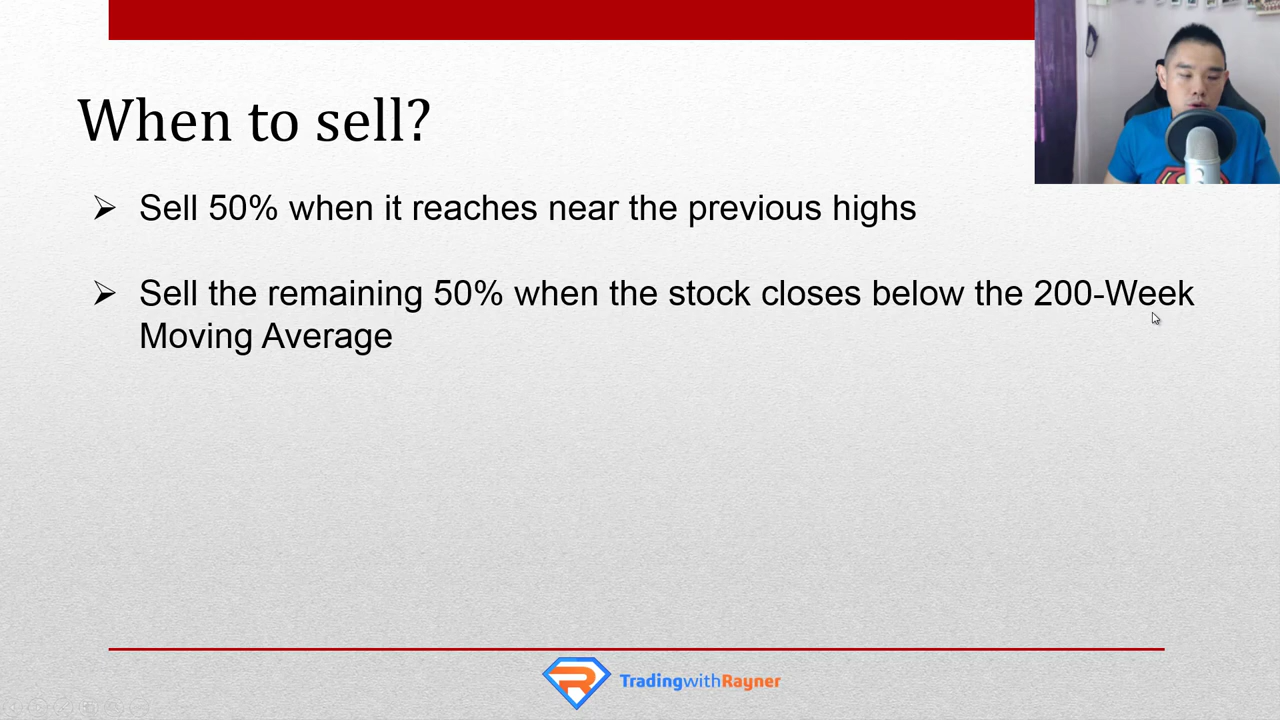 When to sell?
➢ Sell 50% when it reaches near the previous highs
➢ Sell the remaining 50% when the stock closes below the 200-Week
Moving Average
TradingwithRayner